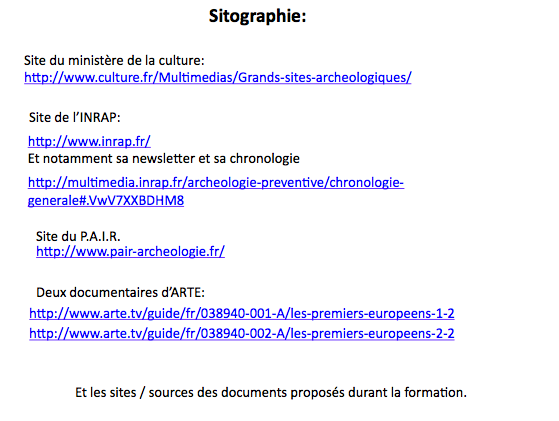 Sitographie:
Site du ministère de la culture:
http://www.culture.fr/Multimedias/Grands-sites-archeologiques/
Site de l’INRAP:
http://www.inrap.fr/
Et notamment sa newsletter et sa chronologie
http://multimedia.inrap.fr/archeologie-preventive/chronologie-
generale#.VwV7XXBDHM8
Site du P.A.I.R.
http://www.pair-archeologie.fr/
Deux documentaires d’ARTE:
http://www.arte.tv/guide/fr/038940-001-A/les-premiers-europeens-1-2
http://www.arte.tv/guide/fr/038940-002-A/les-premiers-europeens-2-2
Et les sites / sources des documents proposés durant la formation.